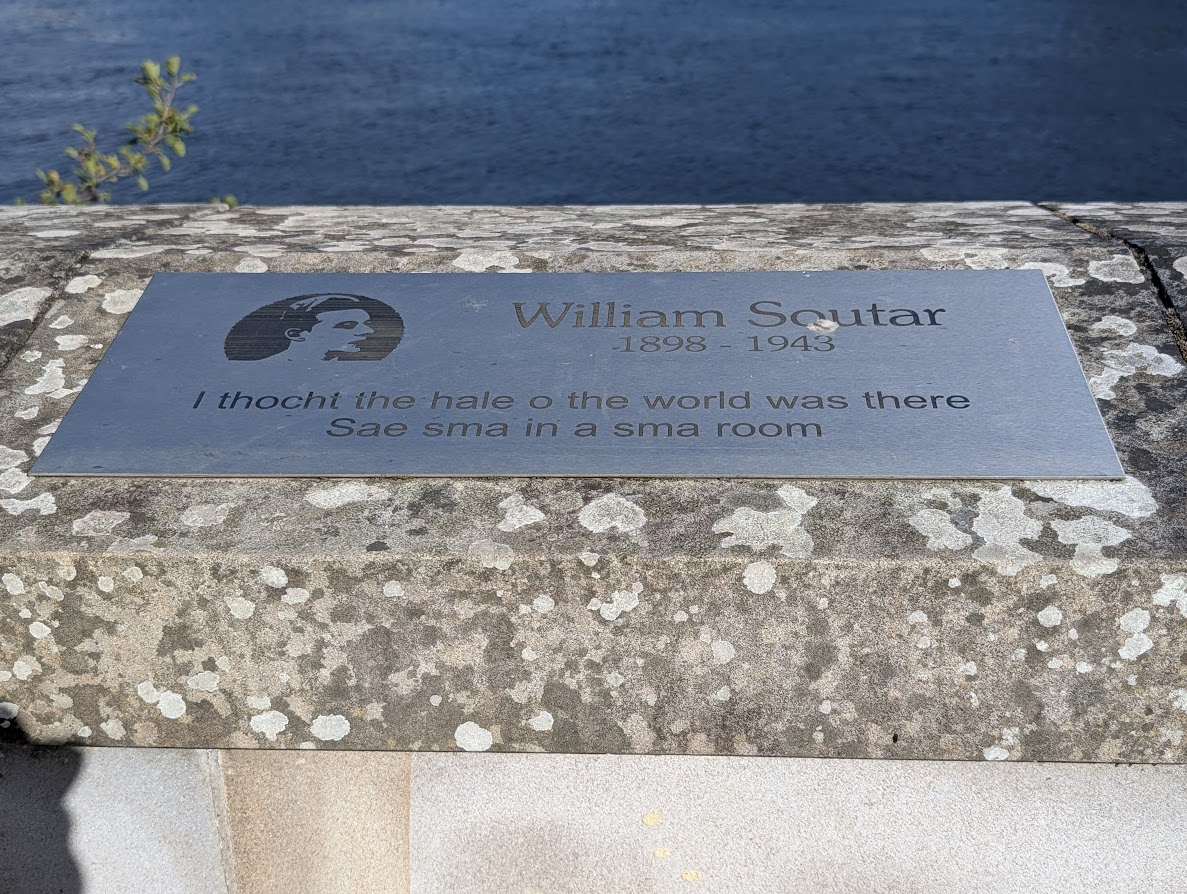 William Soutar
1898 - 1943
I thocht the hale o the world was there
Sae sma in a sma room